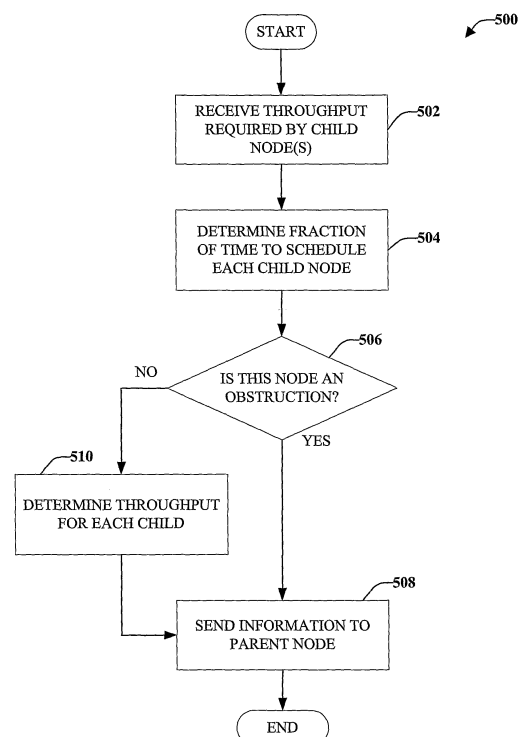 START
500
RECEIVE THROUGHPUT
REQUIRED BY CHILD
NODE(S)
502
DETERMINE FRACTION
OF TIME TO SCHEDULE
EACH CHILD NODE
504
506
IS THIS NODE AN
OBSTRUCTION?
NO
YES
510
DETERMINE THROUGHPUT
FOR EACH CHILD
508
SEND INFORMATION TO
PARENT NODE
END